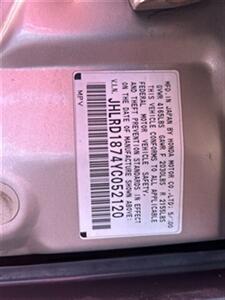 MFD. IN JAPAN BY HONDA MOTOR CO., LTD. 5/00
GVWR 4165LBS GAWR F 2030LBS R 2155LBS
THIS VEHICLE CONFORMS TO ALL APPLICABLE
FEDERAL MOTOR VEHICLE SAFETY
AND THEFT PREVENTION STANDARDS IN EFFECT
ON THE DATE OF MANUFACTURE SHOWN ABOVE.
V.I.N. JHLRD1874YC052120
MPV